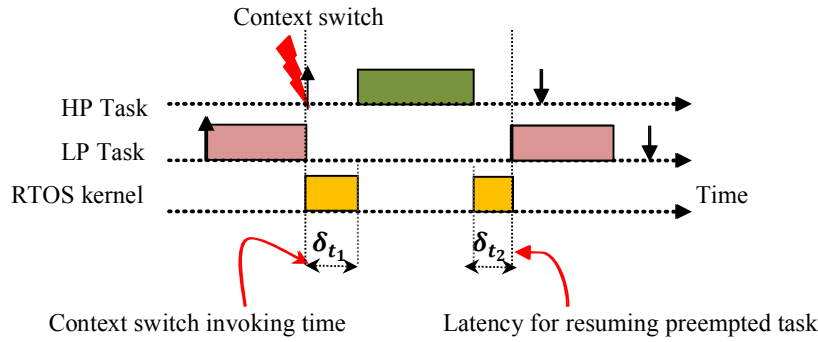 Context switch
HP Task
LP Task
RTOS kernel
Time
δt1
δt2
Context switch invoking time
Latency for resuming preempted task